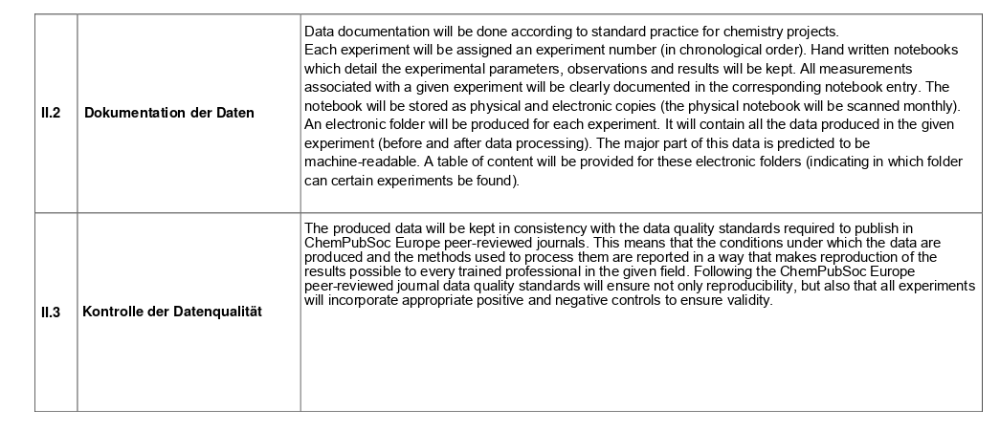 II.2
Dokumentation der Daten
Data documentation will be done according to standard practice for chemistry projects.
Each experiment will be assigned an experiment number (in chronological order). Hand written notebooks
which detail the experimental parameters, observations and results will be kept. All measurements
associated with a given experiment will be clearly documented in the corresponding notebook entry. The
notebook will be stored as physical and electronic copies (the physical notebook will be scanned monthly).
An electronic folder will be produced for each experiment. It will contain all the data produced in the given
experiment (before and after data processing). The major part of this data is predicted to be
machine-readable. A table of content will be provided for these electronic folders (indicating in which folder
can certain experiments be found).
II.3
Kontrolle der Datenqualität
The produced data will be kept in consistency with the data quality standards required to publish in
ChemPubSoc Europe peer-reviewed journals. This means that the conditions under which the data are
produced and the methods used to process them are reported in a way that makes reproduction of the
results possible to every trained professional in the given field. Following the ChemPubSoc Europe
peer-reviewed journal data quality standards will ensure not only reproducibility, but also that all experiments
will incorporate appropriate positive and negative controls to ensure validity.